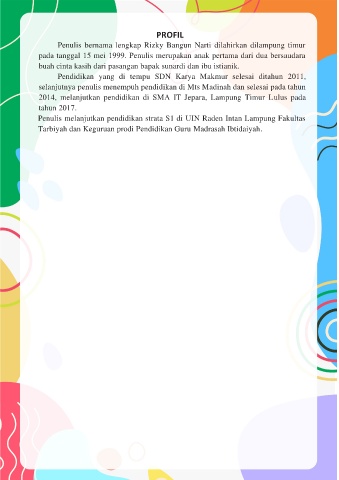 PROFIL
Penulis bernama lengkap Rizky Bangun Narti dilahirkan dilampung timur
pada tanggal 15 mei 1999. Penulis merupakan anak pertama dari dua bersaudara
buah cinta kasih dari pasangan bapak sunardi dan ibu istianik.
Pendidikan yang di tempu SDN Karya Makmur selesai ditahun 2011,
selanjutnya penulis menempuh pendidikan di Mts Madinah dan selesai pada tahun
2014, melanjutkan pendidikan di SMA IT Jepara, Lampung Timur Lulus pada
tahun 2017.
Penulis melanjutkan pendidikan strata S1 di UIN Raden Intan Lampung Fakultas
Tarbiyah dan Keguruan prodi Pendidikan Guru Madrasah Ibtidaiyah.